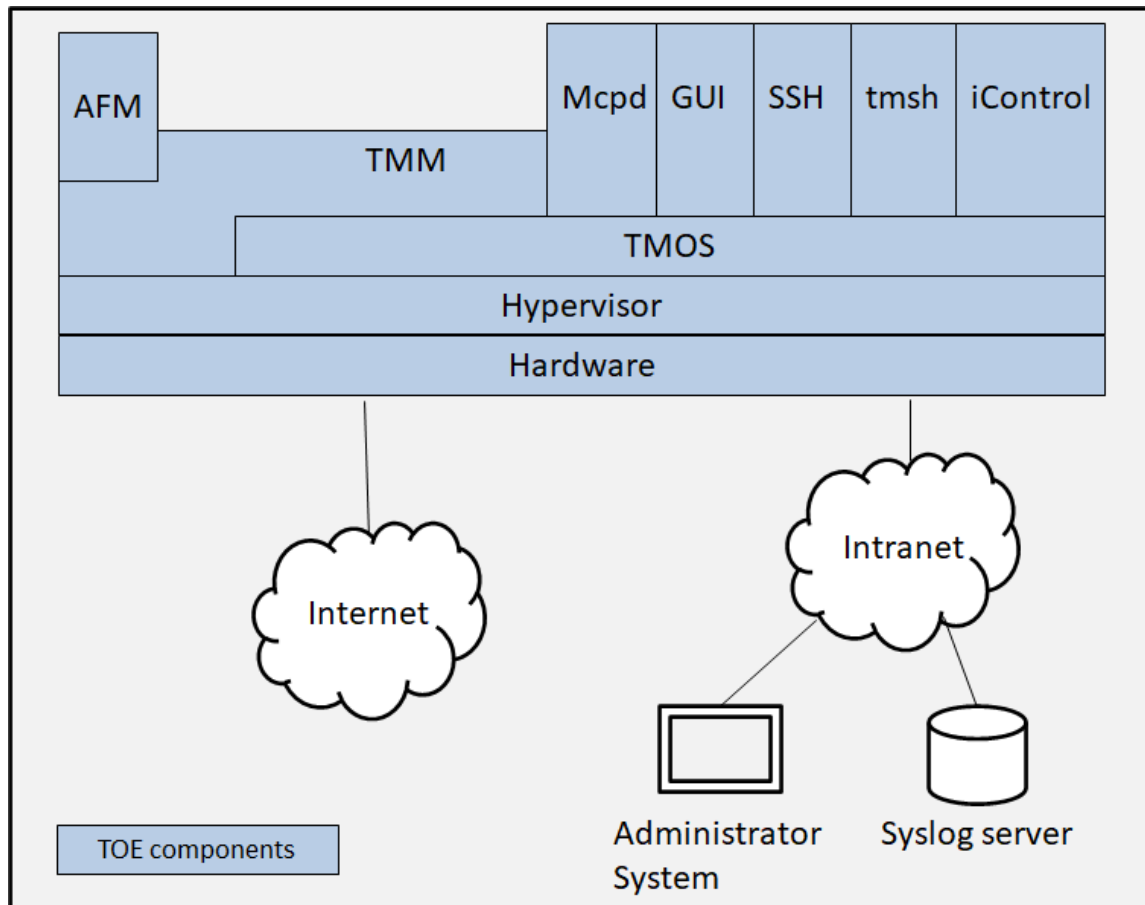 AFM
Mcpd
GUI
SSH
tmsh
iControl
TMM
TMOS
Hypervisor
Hardware
Internet
Intranet
Administrator
System
Syslog server
TOE components